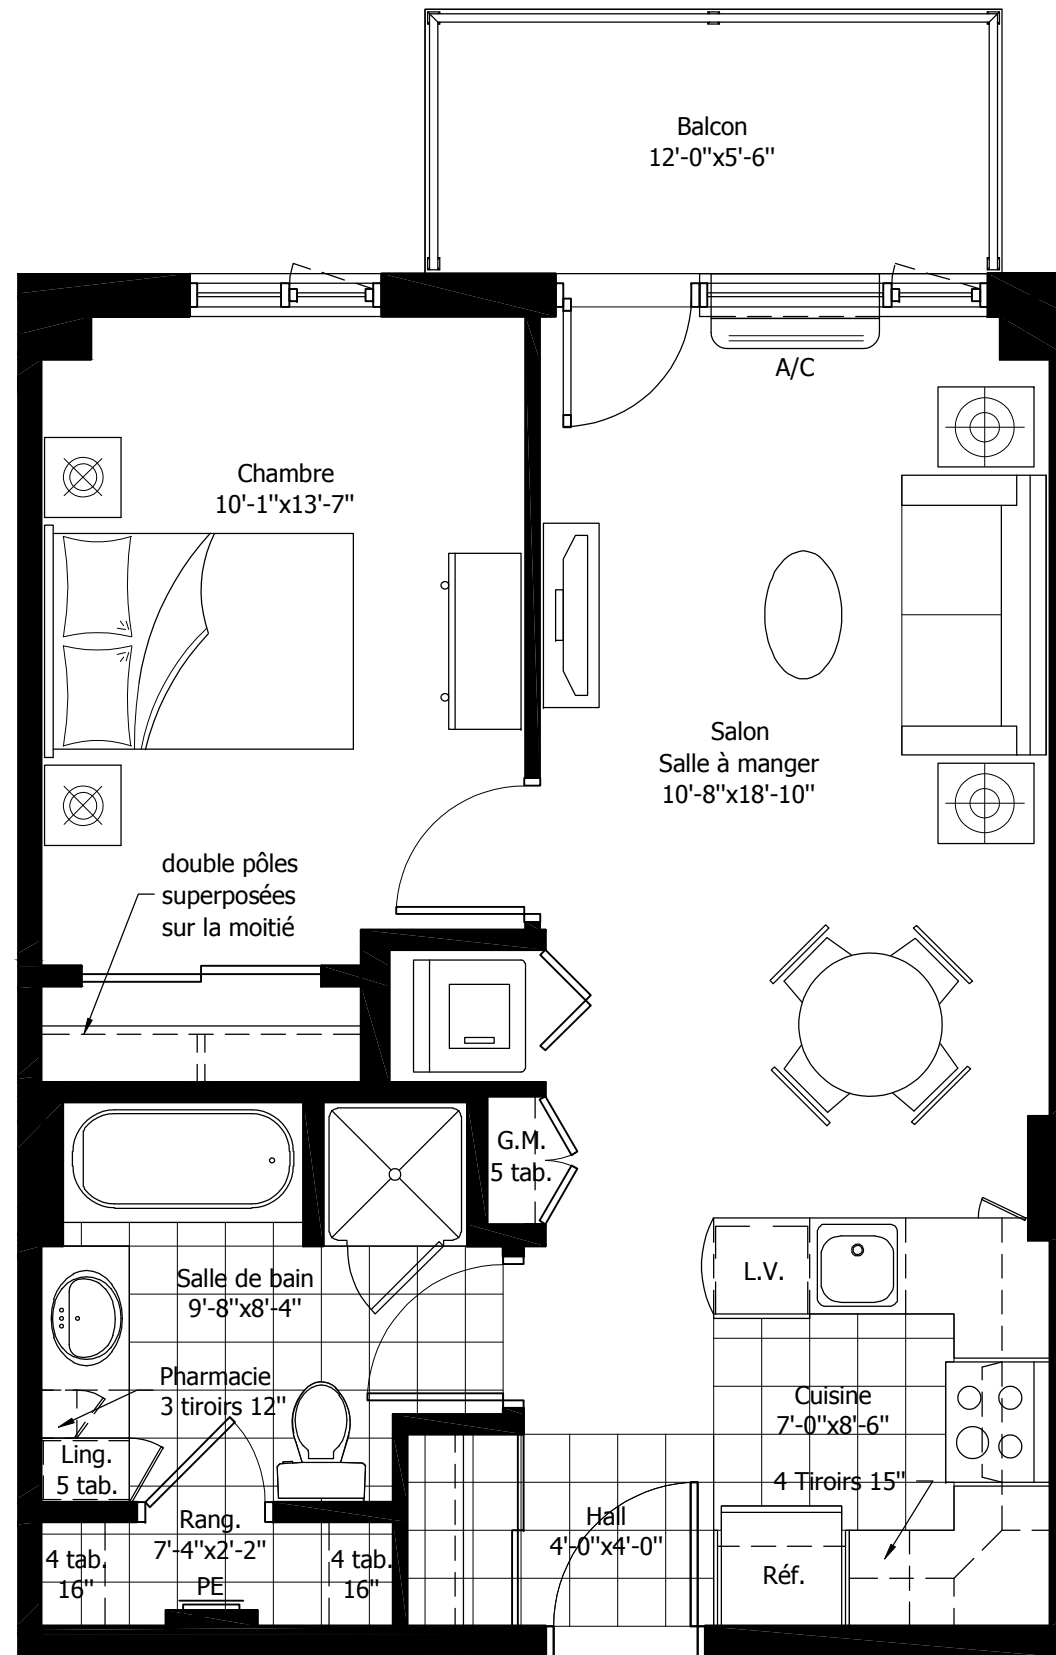 Balcon
12'-0"x5'-6"
A/C
Chambre
10'-1"x13'-7"
Salon
Salle à manger
10'-8"x18'-10"
double pôles
superposées
sur la moitié
G.M.
5 tab.
L.V.
Salle de bain
9'-8"x8'-4"
Pharmacie
3 tiroirs 12"
Cuisine
7'-0"x8'-6"
Ling.
5 tab.
4 Tiroirs 15"
Rang.
7'-4"x2'-2"
Hall
4'-0"x4'-0"
4 tab.
16"
PE
4 tab.
16"
Réf.